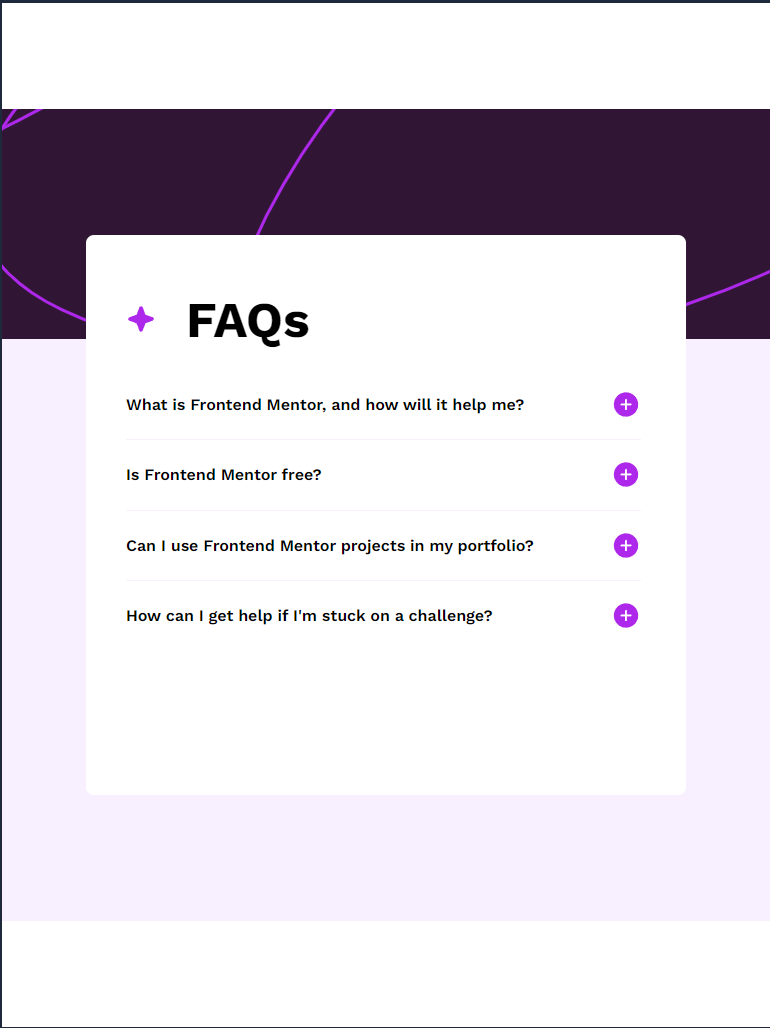 FAQs
What is Frontend Mentor, and how will it help me?
Is Frontend Mentor free?
Can I use Frontend Mentor projects in my portfolio?
How can I get help if I'm stuck on a challenge?